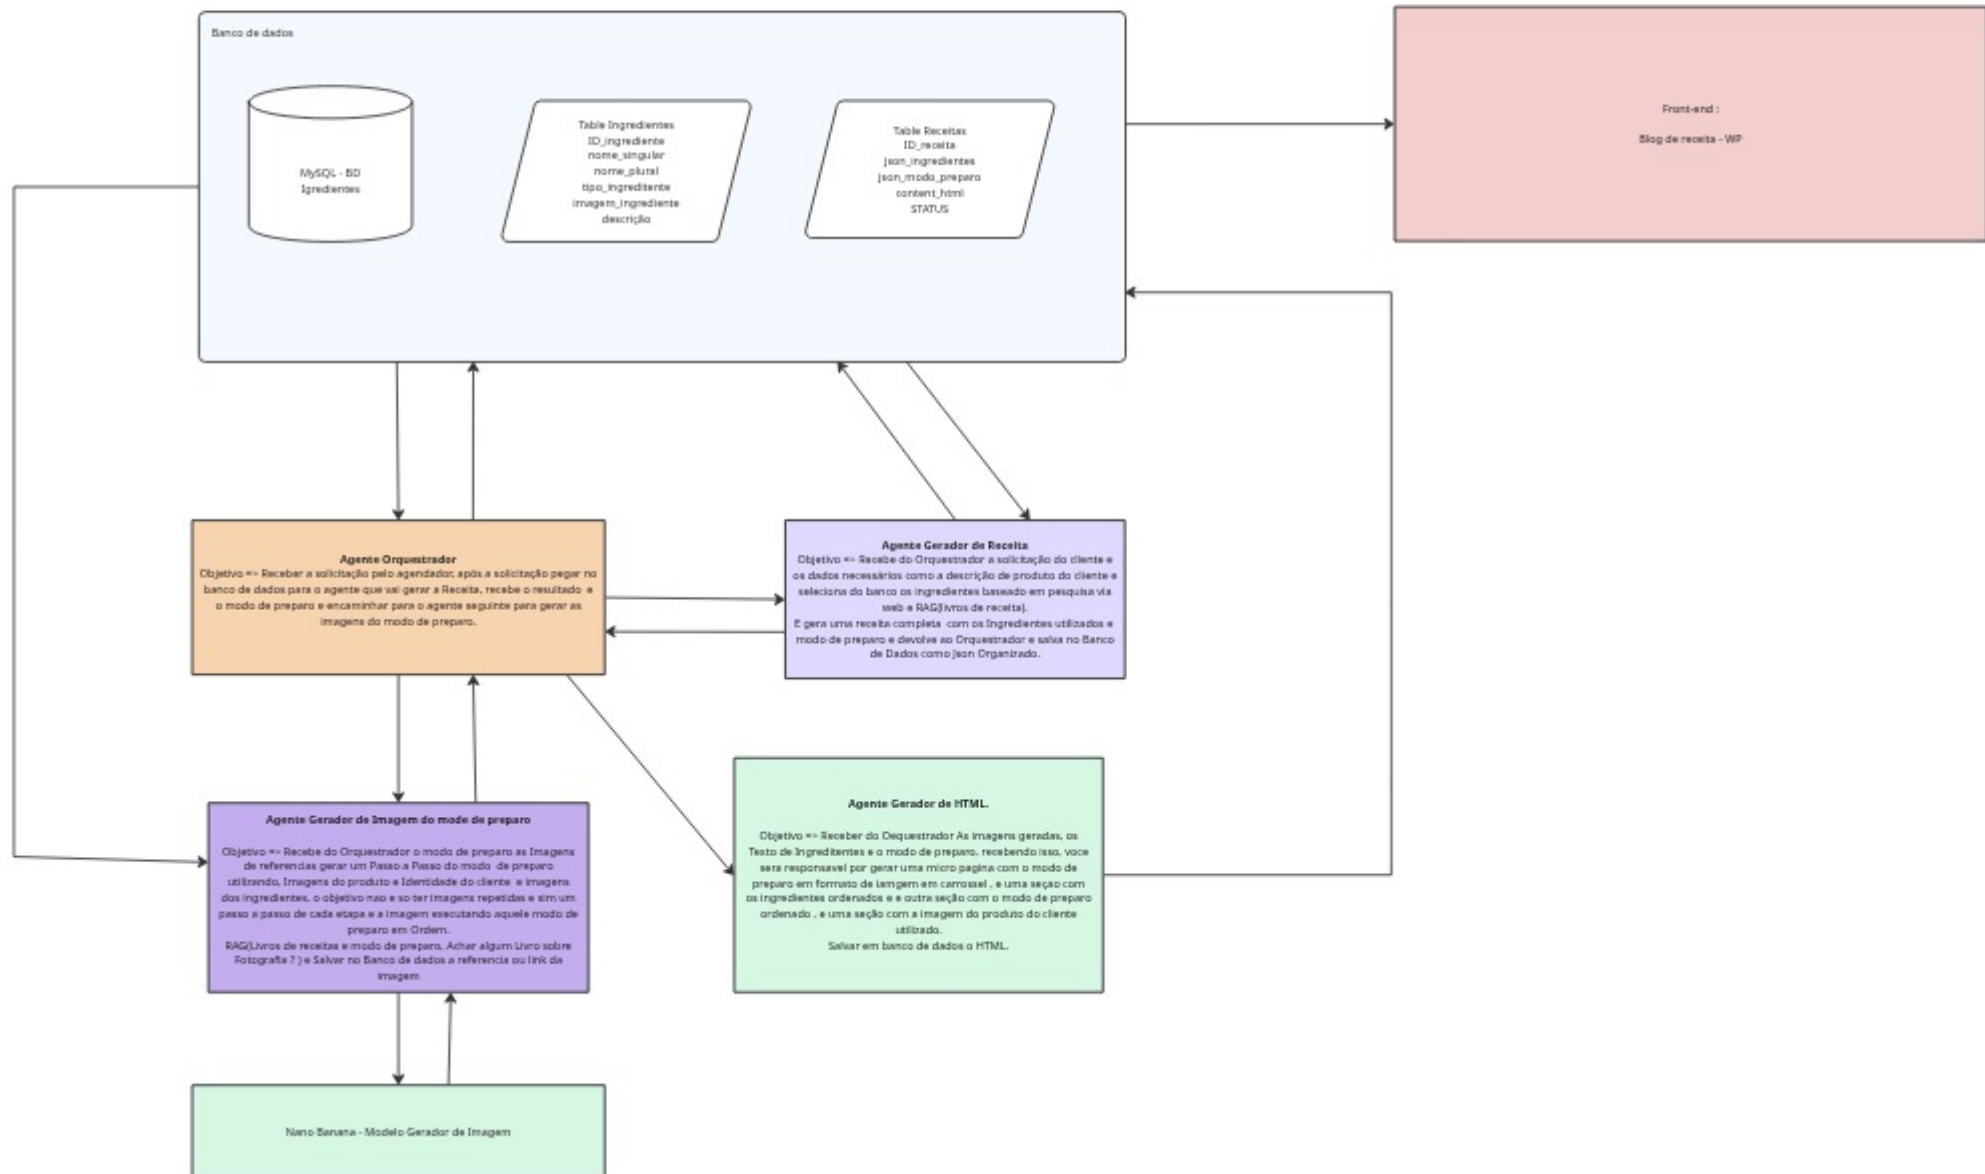 Banco de dados
MySQL - BD
Igredientes
Table Ingredientes
ID_ingrediente
nome_singular
nome_plural
tipo_ingreditente
imagem_ingrediente
descrição
Table Receitas
ID_receita
json_ingredientes
json_modo_preparo
content_html
STATUS
Front-end :
Blog de receita - WP
Agente Orquestrador
Objetivo => Receber a solicitação pelo agendador, após a solicitação pegar no
banco de dados para o agente que vai gerar a Receita, recebe o resultado e
o modo de preparo e encaminhar para o agente seguinte para gerar as
imagens do modo de preparo.
Agente Gerador de Receita
Objetivo => Recebe do Orquestrador a solicitação do cliente e
os dados necessários como a descrição de produto do cliente e
seleciona do banco os ingredientes baseado em pesquisa via
web e RAG(livros de receita).
E gera uma receita completa com os Ingredientes utilizados e
modo de preparo e devolve ao Orquestrador e salva no Banco
de Dados como Json Organizado.
Agente Gerador de Imagem do mode de preparo
Objetivo => Recebe do Orquestrador o modo de preparo as Imagens
de referencias gerar um Passo a Passo do modo de preparo
utilizando, Imagens do produto e Identidade do cliente e imagens
dos ingredientes, o objetivo nao e so ter imagens repetidas e sim um
passo a passo de cada etapa e a imagem executando aquele modo de
preparo em Ordem.
RAG(Livros de receitas e modo de preparo, Achar algum Livro sobre
Fotografia ? ) e Salvar no Banco de dados a referencia ou link da
imagem
Agente Gerador de HTML.
Objetivo => Receber do Oequestrador As imagens geradas, os
Texto de Ingreditentes e o modo de preparo, recebendo isso, voce
sera responsavel por gerar uma micro pagina com o modo de
preparo em formato de iamgem em carrossel , e uma seçao com
os ingredientes ordenados e e outra seção com o modo de preparo
ordenado , e uma seção com a imagem do produto do cliente
utilizado.
Salvar em banco de dados o HTML.
Nano Banana - Modelo Gerador de Imagem